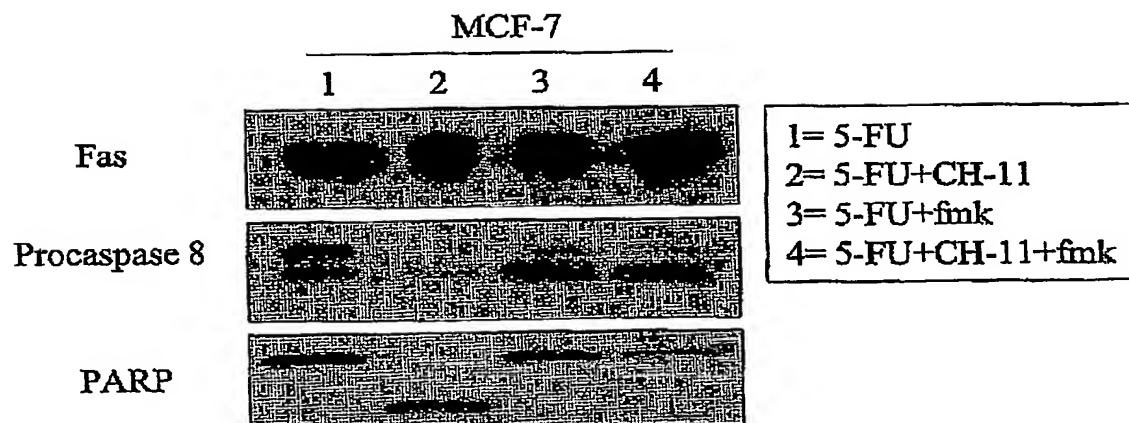 MCF-7
1 2 3 4
Fas
Procaspase 8
PARP
1= 5-FU
2= 5-FU+CH-11
3= 5-FU+fmk
4= 5-FU+CH-11+fmk